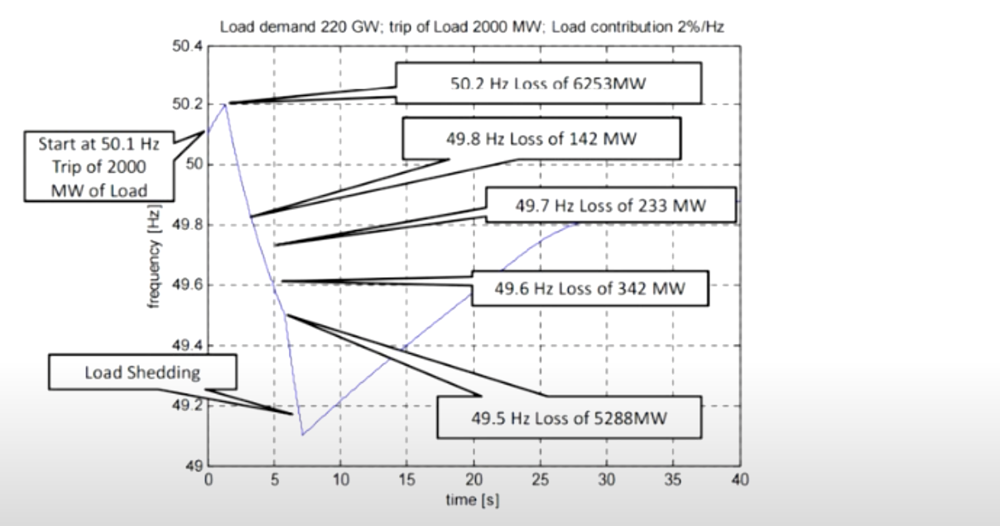 Load demand 220 GW; trip of Load 2000 MW; Load contribution 2%/Hz
50.4
50.2 Hz Loss of 6253MW
50.2
49.8 Hz Loss of 142 MW
Start at 50.1 Hz
Trip of 2000
MW of Load
50
49.7 Hz Loss of 233 MW
49.8
frequency [Hz]
49.6
49.6 Hz Loss of 342 MW
49.4
Load Shedding
49.2
49.5 Hz Loss of 5288MW
49
0 5 10 15 20 25 30 35 40
time [s]